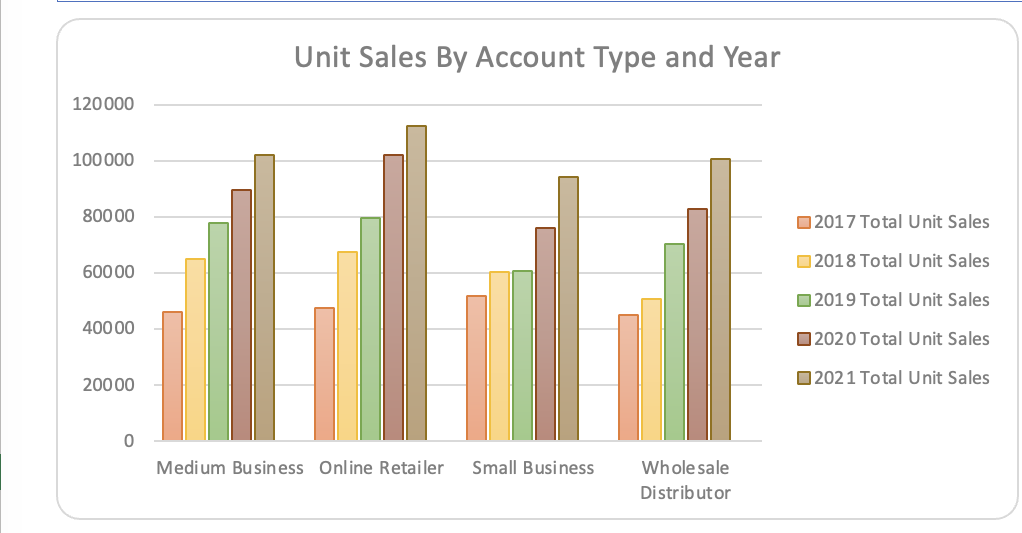 Unit Sales By Account Type and Year
120000
100000
80000
60000
40000
20000
0
Medium Business
Online Retailer
Small Business
Wholesale
Distributor
2017 Total Unit Sales
2018 Total Unit Sales
2019 Total Unit Sales
2020 Total Unit Sales
2021 Total Unit Sales